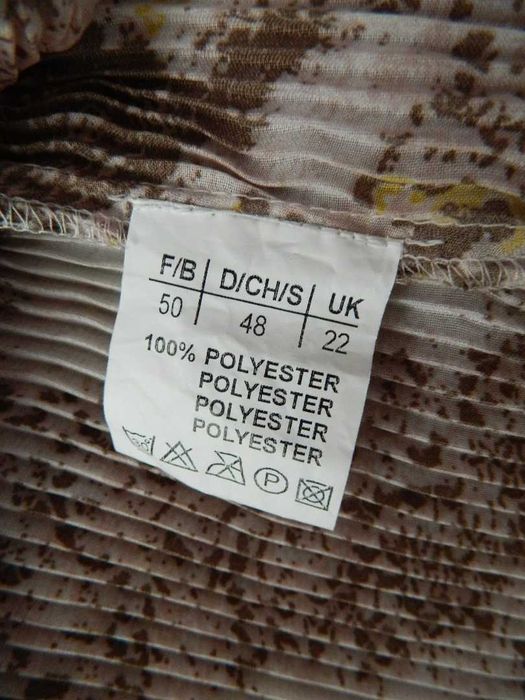 F/B D/CH/S UK
50 48 22
100% POLYESTER
POLYESTER
POLYESTER
POLYESTER
P